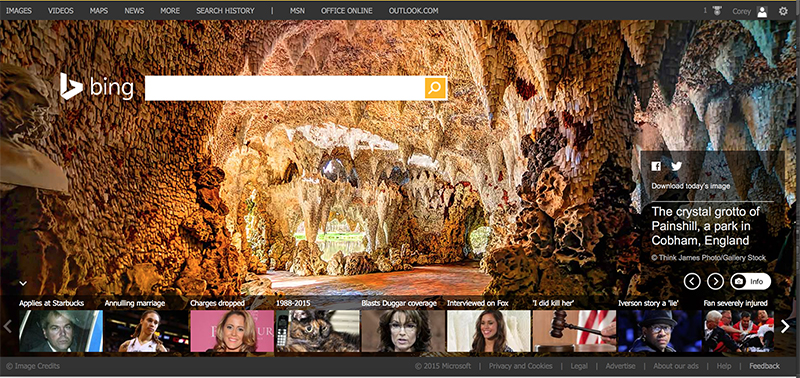 IMAGES VIDEOS MAPS NEWS MORE SEARCH HISTORY | MSN OFFICE ONLINE OUTLOOK.COM 1 Corey
bing
Download today's image
The crystal grotto of
Painshill, a park in
Cobham, England
© Think James Photo/Gallery Stock
Info
Applies at Starbucks Annulling marriage Charges dropped 1988-2015 Blasts Duggar coverage Interviewed on Fox 'I did kill her' Iverson story a 'lie' Fan severely injured
© Image Credits © 2015 Microsoft | Privacy and Cookies | Legal | Advertise | About our ads | Help | Feedback